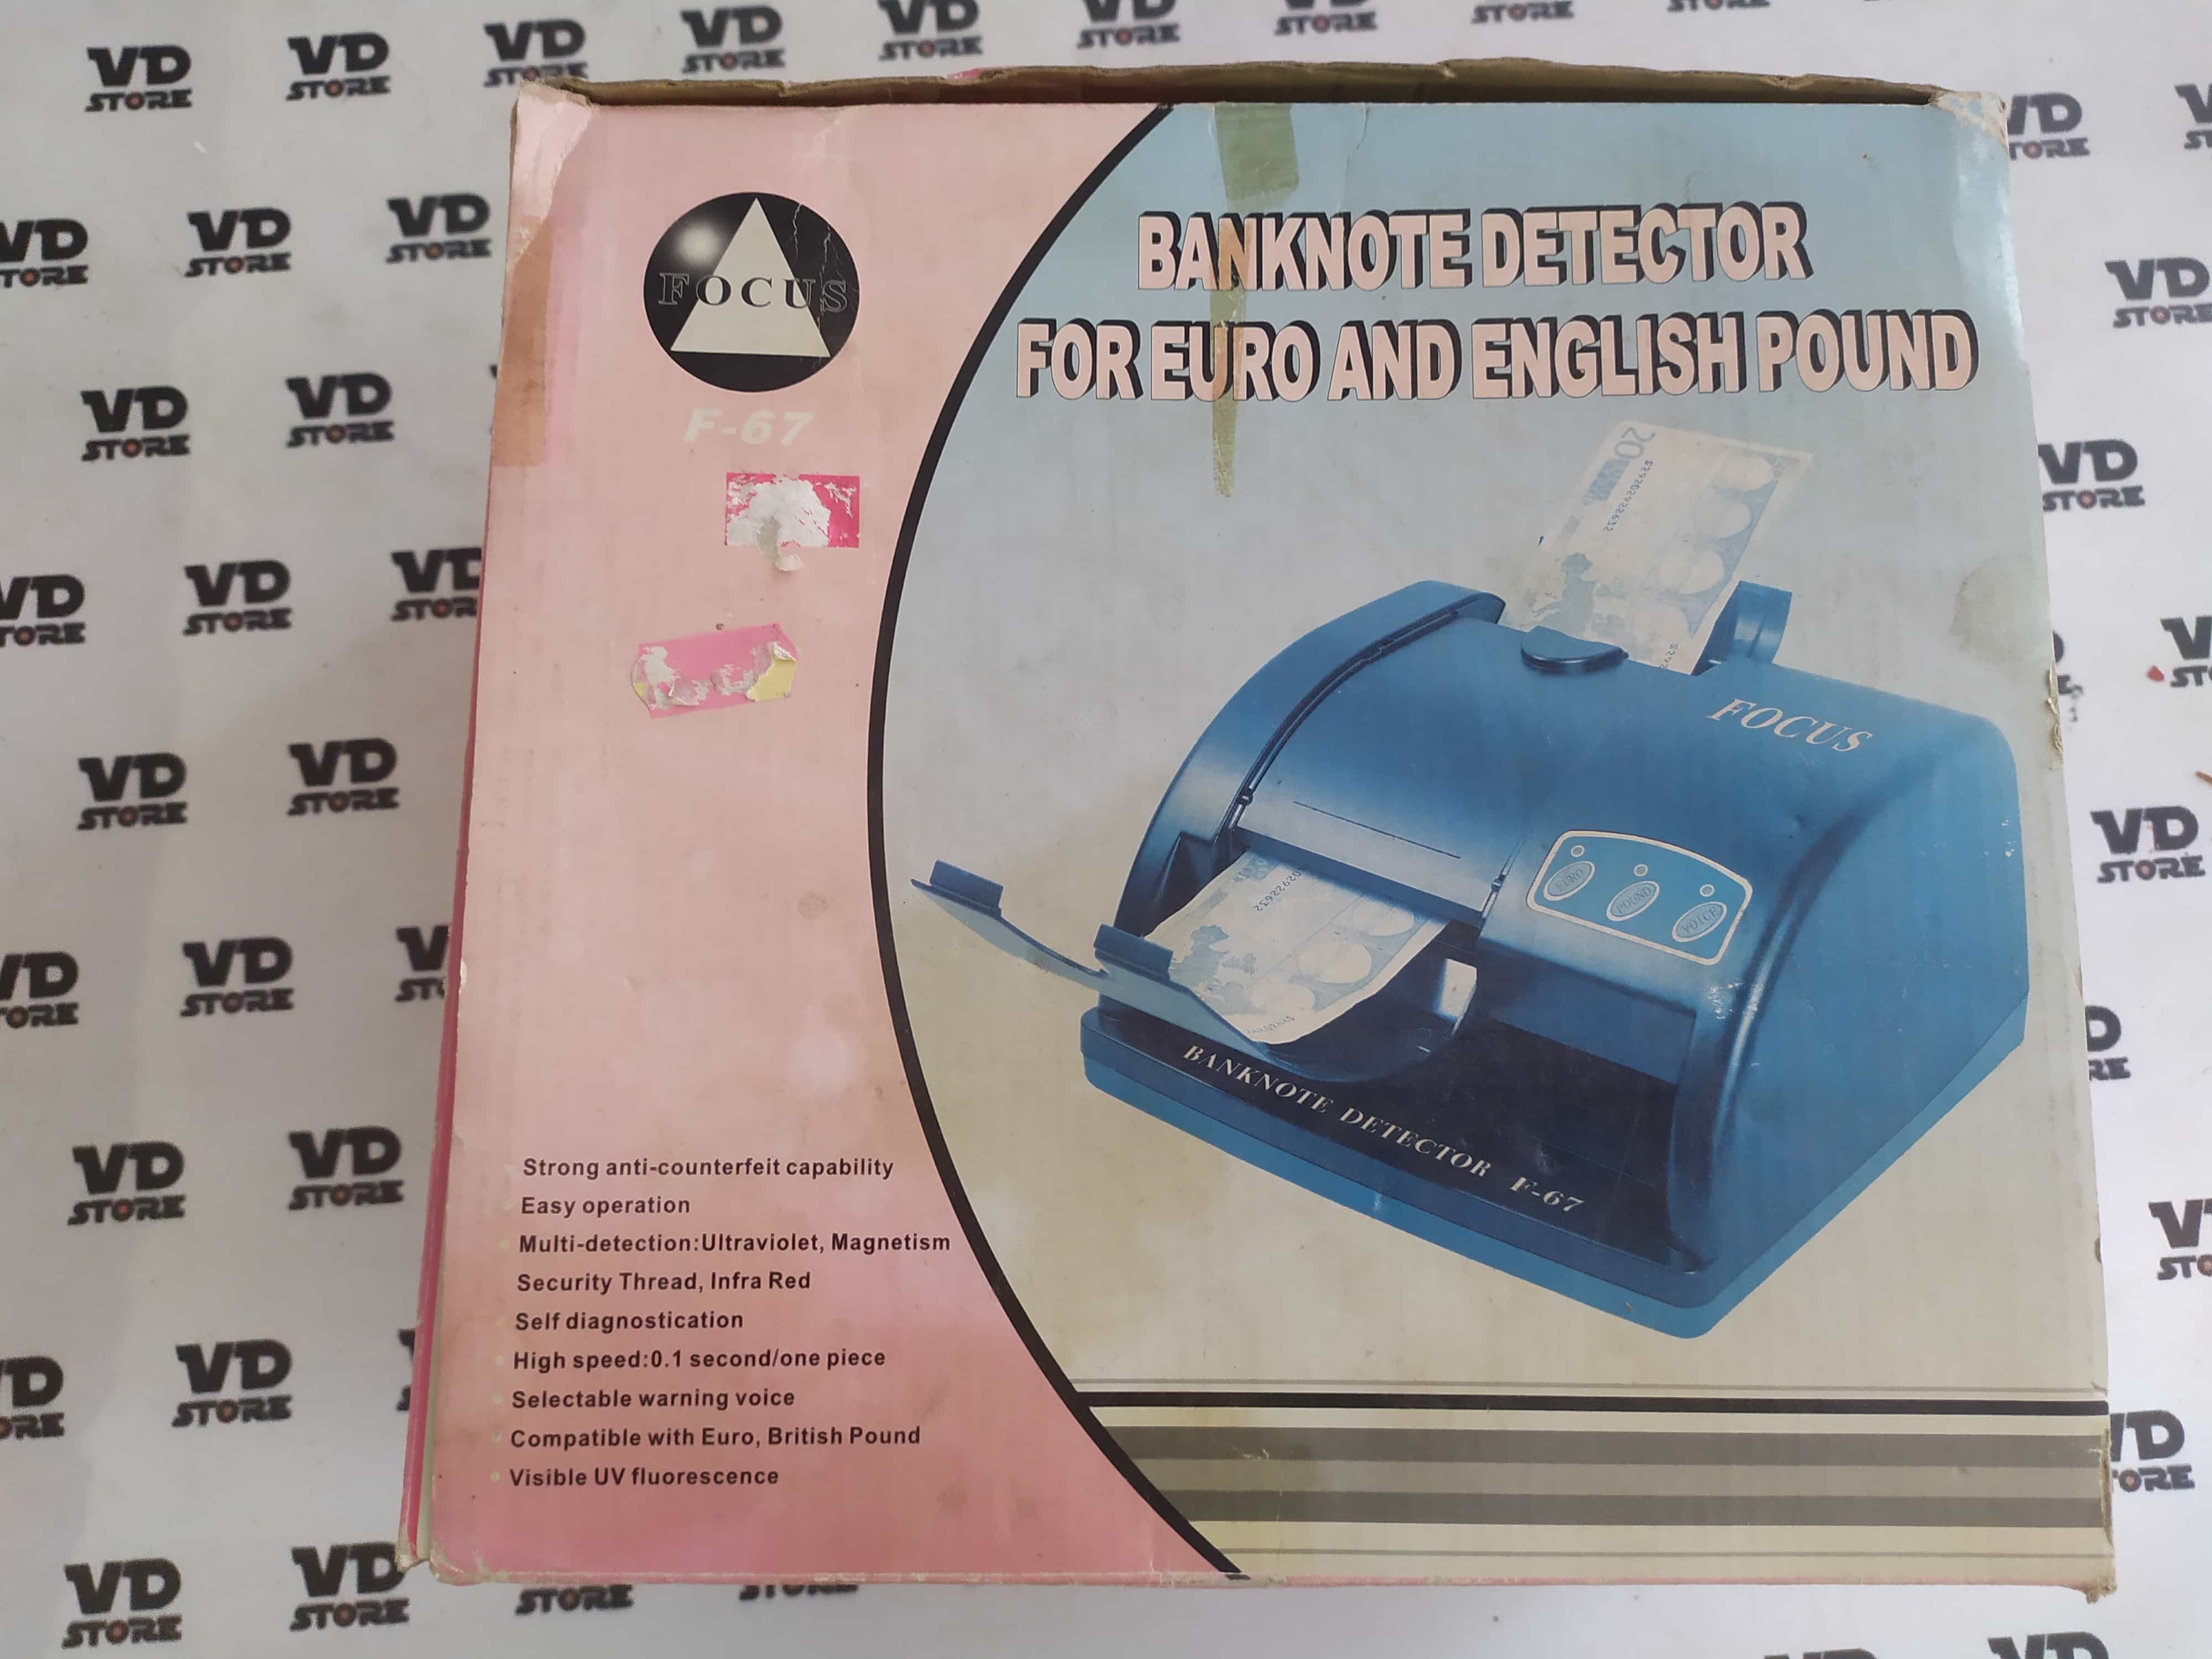 FOCUS
F-67
BANKNOTE DETECTOR
FOR EURO AND ENGLISH POUND
20
S2950295522632
FOCUS
EURO
POUND
VOICE
BANKNOTE DETECTOR F-67
Strong anti-counterfeit capability
Easy operation
Multi-detection:Ultraviolet, Magnetism
Security Thread, Infra Red
Self diagnostication
High speed:0.1 second/one piece
Selectable warning voice
Compatible with Euro, British Pound
Visible UV fluorescence
VD
STORE